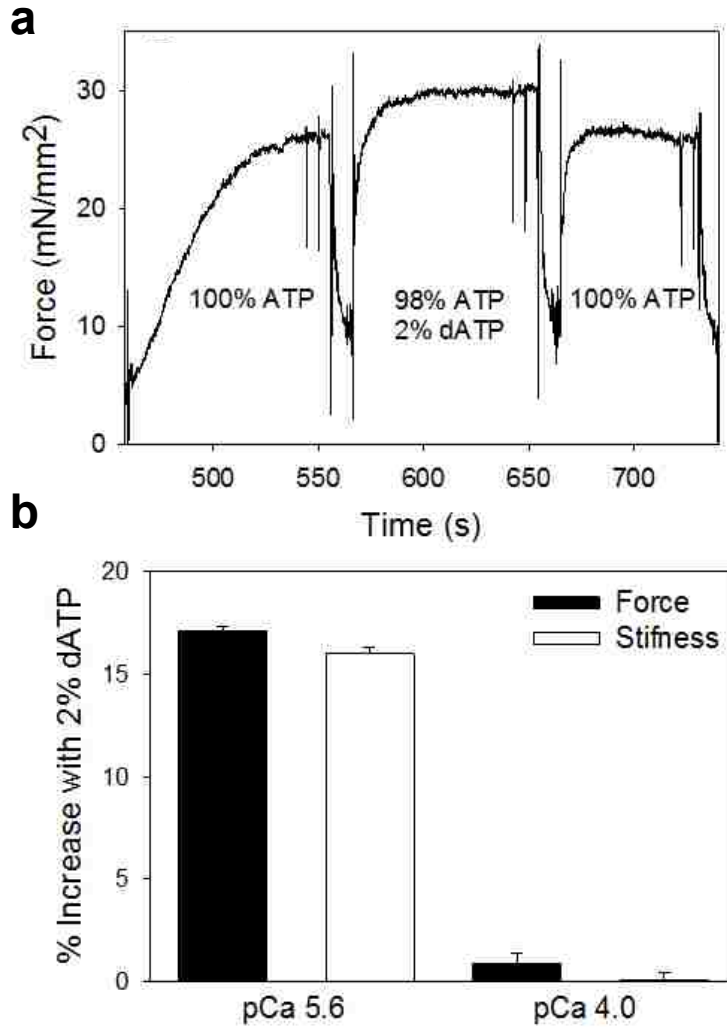 a
30
20
10
0
Force (mN/mm2)
100% ATP
98% ATP
2% dATP
100% ATP
500
550
600
650
700
Time (s)
b
20
15
10
5
0
% Increase with 2% dATP
Force
Stifness
pCa 5.6
pCa 4.0